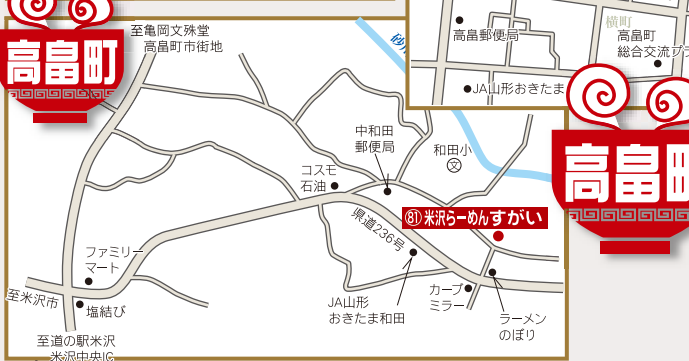 至亀岡文殊堂
高畠町市街地
高畠町
砂
高畠郵便局
横町
高畠町
総合交流プラ
JA山形おきたま
高畠町
中和田
郵便局
和田小
文
コスモ
石油
県道236号
81 米沢らーめんすがい
ファミリー
マート
至米沢市
塩結び
至道の駅米沢
米沢中央IC
JA山形
おきたま和田
カーブ
ミラー
ラーメン
のぼり